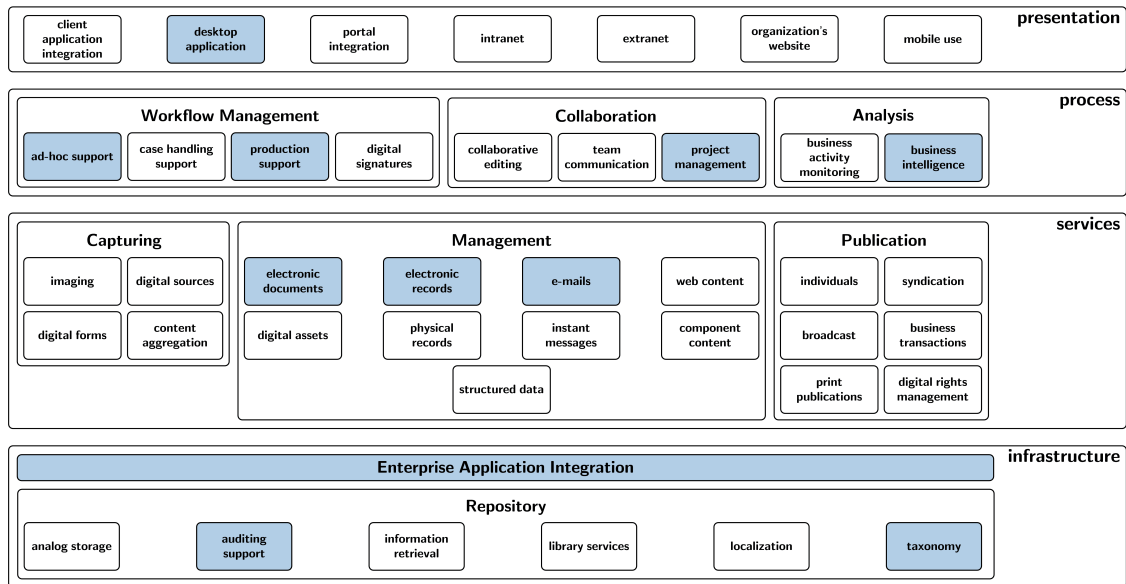 presentation
client
application
integration
desktop
application
portal
integration
intranet
extranet
organization's
website
mobile use
process
Workflow Management
ad-hoc support
case handling
support
production
support
digital
signatures
Collaboration
collaborative
editing
team
communication
project
management
Analysis
business
activity
monitoring
business
intelligence
services
Capturing
imaging
digital sources
digital forms
content
aggregation
Management
electronic
documents
electronic
records
e-mails
web content
digital assets
physical
records
instant
messages
component
content
structured data
Publication
individuals
syndication
broadcast
business
transactions
print
publications
digital rights
management
infrastructure
Enterprise Application Integration
Repository
analog storage
auditing
support
information
retrieval
library services
localization
taxonomy